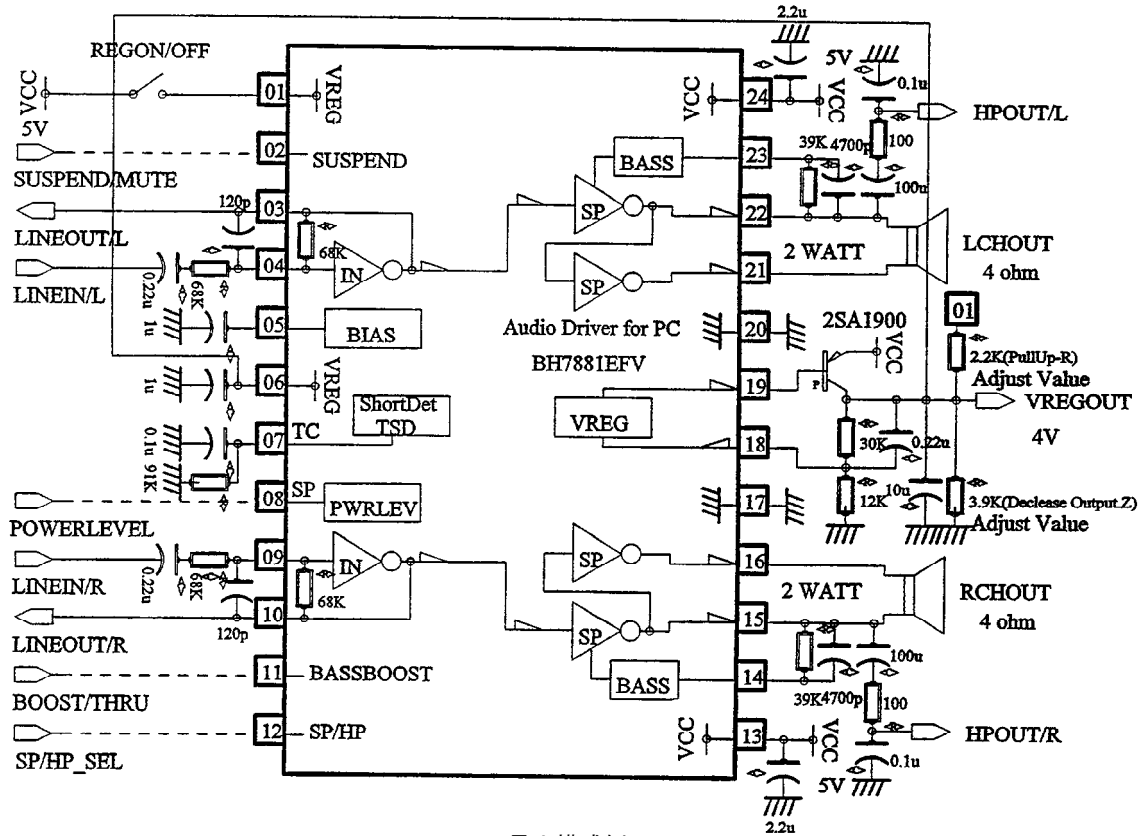 2.2u
REGON/OFF
5V
VCC
01
VREG
VCC
24
VCC
0.1u
HPOUT/L
5V
02
SUSPEND
BASS
23
39K
4700p
100
SUSPEND/MUTE
120p
03
SP
22
100u
LINEOUT/L
68K
2 WATT
LCHOUT
04
IN
21
4 ohm
LINEIN/L
0.22u
68K
SP
01
1u
05
BIAS
Audio Driver for PC
20
2SA1900
BH7881EFV
VCC
2.2K(PullUp-R)
Adjust Value
1u
06
VREG
19
P
VREGOUT
ShortDet
TSD
VREG
4V
0.1u
07
TC
18
30K
0.22u
91K
SP
12K
10u
3.9K(Declease Output.Z)
Adjust Value
08
PWRLEV
17
POWERLEVEL
09
IN
SP
16
LINEIN/R
0.22u
68K
68K
2 WATT
RCHOUT
4 ohm
10
120p
SP
15
LINEOUT/R
100u
11
BASSBOOST
BASS
14
39K
4700p
100
BOOST/THRU
12
SP/HP
VCC
13
VCC
HPOUT/R
SP/HP_SEL
0.1u
5V
2.2u